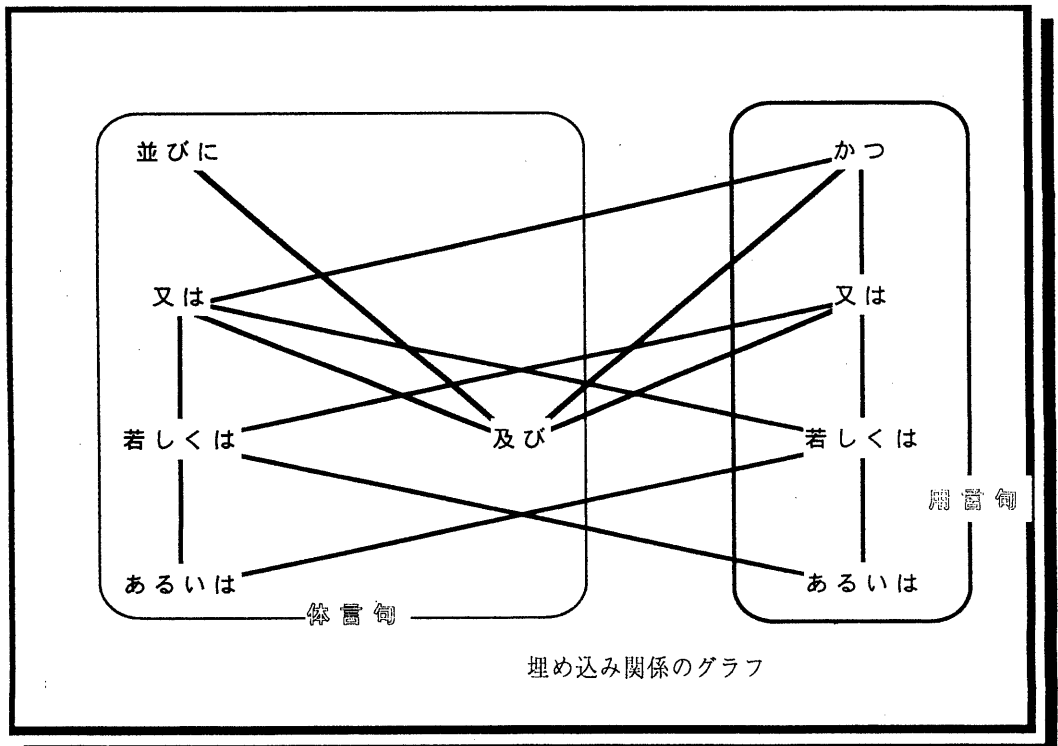 並びに
かつ
又は
又は
若しくは
及び
若しくは
用言句
あるいは
あるいは
体言句
埋め込み関係のグラフ